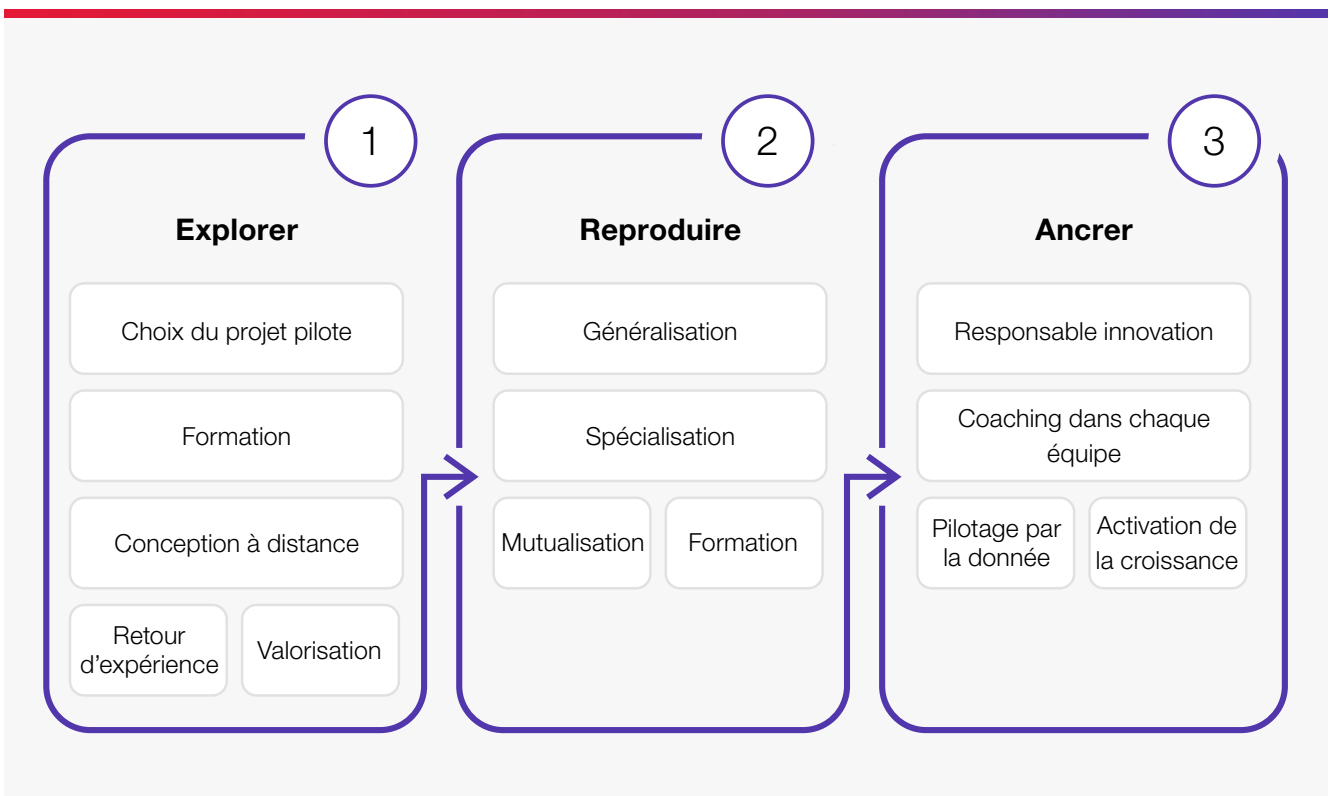 1
Explorer
Choix du projet pilote
Formation
Conception à distance
Retour
d’expérience
Valorisation
2
Reproduire
Généralisation
Spécialisation
Mutualisation
Formation
3
Ancrer
Responsable innovation
Coaching dans chaque
équipe
Pilotage par
la donnée
Activation de
la croissance